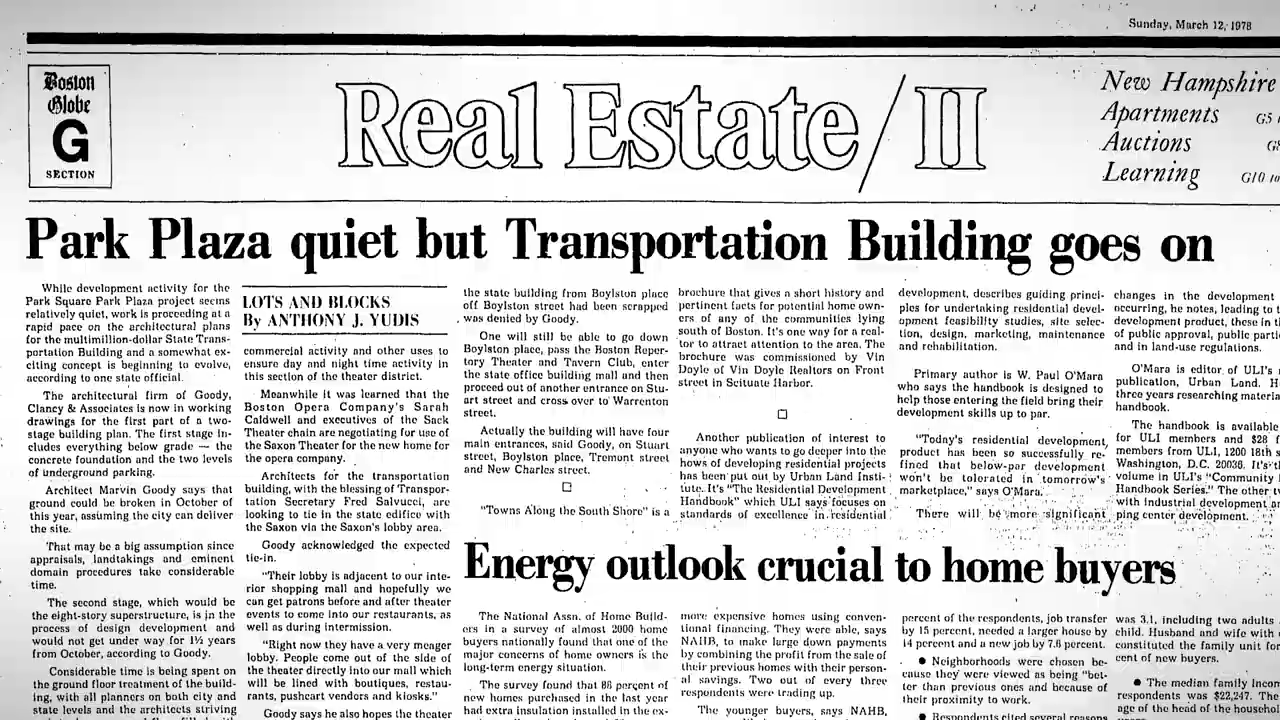 Sunday, March 12, 1978
Boston
Globe
G
SECTION
Real Estate/II
New Hampshire
Apartments G5
Auctions
Learning G10
Park Plaza quiet but Transportation Building goes on
While development activity for the
Park Square Park Plaza project seems
relatively quiet, work is proceeding at a
rapid pace on the architectural plans
for the multimillion-dollar State Trans-
portation Building and a somewhat ex-
citing concept is beginning to evolve,
according to one state official.
The architectural firm of Goody,
Clancy & Associates is now in working
drawings for the first part of a two-
stage building plan. The first stage in-
cludes everything below grade — the
concrete foundation and the two levels
of underground parking.
Architect Marvin Goody says that
ground could be broken in October of
this year, assuming the city can deliver
the site.
That may be a big assumption since
appraisals, landtakings and eminent
domain procedures take considerable
time.
The second stage, which would be
the eight-story superstructure, is in the
process of design development and
would not get under way for 1½ years
from October, according to Goody.
Considerable time is being spent on
the ground floor treatment of the build-
ing, with all planners on both city and
state levels and the architects striving
LOTS AND BLOCKS
By ANTHONY J. YUDIS
commercial activity and other uses to
ensure day and night time activity in
this section of the theater district.
Meanwhile it was learned that the
Boston Opera Company's Sarah
Caldwell and executives of the Sack
Theater chain are negotiating for use of
the Saxon Theater for the new home for
the opera company.
Architects for the transportation
building, with the blessing of Transpor-
tation Secretary Fred Salvucci, are
looking to tie in the state edifice with
the Saxon via the Saxon's lobby area.
Goody acknowledged the expected
tie-in.
"Their lobby is adjacent to our inte-
rior shopping mall and hopefully we
can get patrons before and after theater
events to come into our restaurants, as
well as during intermission.
"Right now they have a very meager
lobby. People come out of the side of
the theater directly into our mall which
will be lined with boutiques, restau-
rants, pushcart vendors and kiosks."
Goody says he also hopes the theater
the state building from Boylston place
off Boylston street had been scrapped
was denied by Goody.
One will still be able to go down
Boylston place, pass the Boston Reper-
tory Theater and Tavern Club, enter
the state office building mall and then
proceed out of another entrance on Stu-
art street and cross over to Warrenton
street.
Actually the building will have four
main entrances, said Goody, on Stuart
street, Boylston place, Tremont street
and New Charles street.
"Towns Along the South Shore" is a
brochure that gives a short history and
pertinent facts for potential home own-
ers of any of the communities lying
south of Boston. It's one way for a real-
tor to attract attention to the area. The
brochure was commissioned by Vin
Doyle of Vin Doyle Realtors on Front
street in Scituate Harbor.
Another publication of interest to
anyone who wants to go deeper into the
hows of developing residential projects
has been put out by Urban Land Insti-
tute. It's "The Residential Development
Handbook" which ULI says focuses on
standards of excellence in residential
development, describes guiding princi-
ples for undertaking residential devel-
opment feasibility studies, site selec-
tion, design, marketing, maintenance
and rehabilitation.
Primary author is W. Paul O'Mara
who says the handbook is designed to
help those entering the field bring their
development skills up to par.
"Today's residential development
product has been so successfully re-
fined that below-par development
won't be tolerated in tomorrow's
marketplace," says O'Mara.
There will be more significant
changes in the development
occurring, he notes, leading to
development product, these in
of public approval, public
and in land-use regulations.
O'Mara is editor of ULI's
publication, Urban Land.
three years researching
handbook.
The handbook is available
for ULI members and $28
members from ULI, 1200 18th
Washington, D.C. 20036. It's
volume in ULI's "Community
Handbook Series." The other
with industrial development
ping center development.
Energy outlook crucial to home buyers
The National Assn. of Home Build-
ers in a survey of almost 2000 home
buyers nationally found that one of the
major concerns of home owners is the
long-term energy situation.
The survey found that 86 percent of
new homes purchased in the last year
had extra insulation installed in the ex-
more expensive homes using conven-
tional financing. They were able, says
NAHB, to make large down payments
by combining the profit from the sale of
their previous homes with their person-
al savings. Two out of every three
respondents were trading up.
The younger buyers, says NAHB,
percent of the respondents, job transfer
by 15 percent, needed a larger house by
14 percent and a new job by 7.6 percent.
● Neighborhoods were chosen be-
cause they were viewed as being "bet-
ter than previous ones and because of
their proximity to work.
● Respondents cited several reasons
was 3.1, including two adults
child. Husband and wife with
constituted the family unit for
cent of new buyers.
● The median family
respondents was $22,247. The
age of the head of the